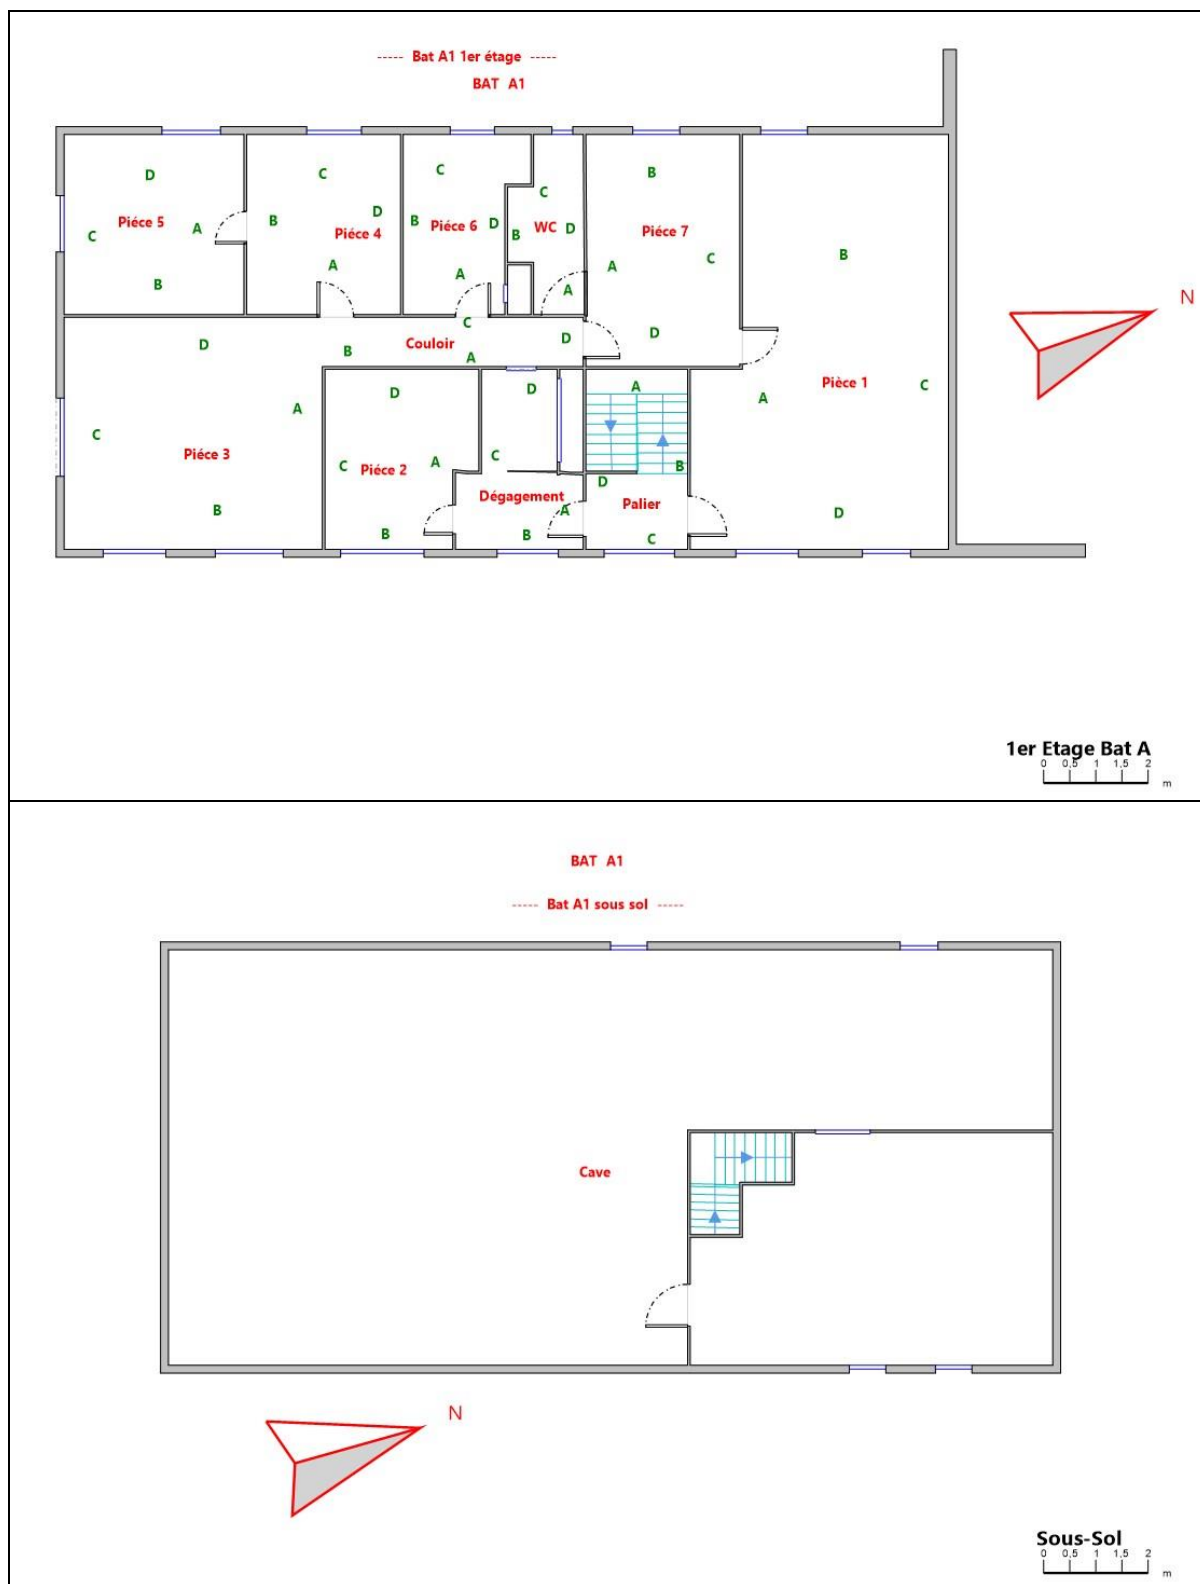 ----- Bat A1 1er étage -----
BAT A1
D C C C B
C A B D Piéce 4 B Piéce 6 D B WC D Piéce 7 B
Piéce 5
B A A A A C
N
D B Couloir C A D D
A Piéce 3 C B
D C Piéce 2 A B
D C Dégagement A B
A B D Palier C
Pièce 1 A C D
1er Etage Bat A
0 0,5 1 1,5 2
m
BAT A1
----- Bat A1 sous sol -----
Cave
N
Sous-Sol
0 0,5 1 1,5 2
m